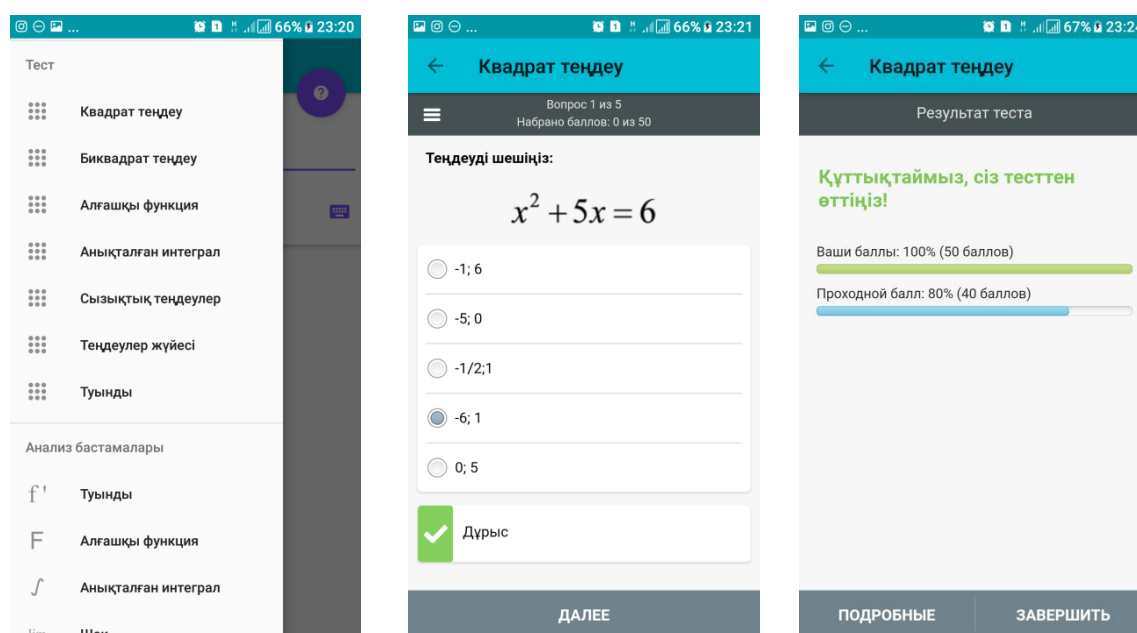 ... 66% 23:20
Тест
Квадрат теңдеу
Биквадрат теңдеу
Алғашқы функция
Анықталған интеграл
Сызықтық теңдеулер
Теңдеулер жүйесі
Туынды
Анализ бастамалары
f' Туынды
F Алғашқы функция
∫ Анықталған интеграл
... 66% 23:21
Квадрат теңдеу
Вопрос 1 из 5
Набрано баллов: 0 из 50
Теңдеуді шешіңіз:
x² + 5x = 6
-1; 6
-5; 0
-1/2;1
-6; 1
0; 5
Дұрыс
ДАЛЕЕ
... 67% 23:24
Квадрат теңдеу
Результат теста
Құттықтаймыз, сіз тесттен
өттіңіз!
Ваши баллы: 100% (50 баллов)
Проходной балл: 80% (40 баллов)
ПОДРОБНЫЕ ЗАВЕРШИТЬ